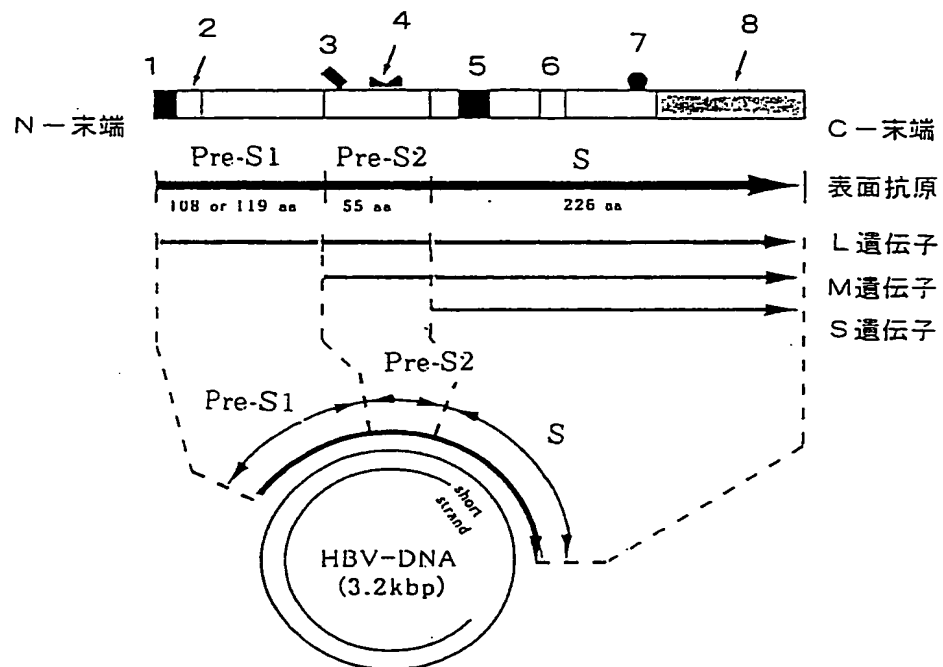 1 2 3 4 5 6 7 8
N－末端
C－末端
Pre-S1 Pre-S2 S
表面抗原
108 or 119 aa 55 aa 226 aa
L遺伝子
M遺伝子
S遺伝子
Pre-S2
Pre-S1
S
short
strand
HBV-DNA
(3.2kbp)